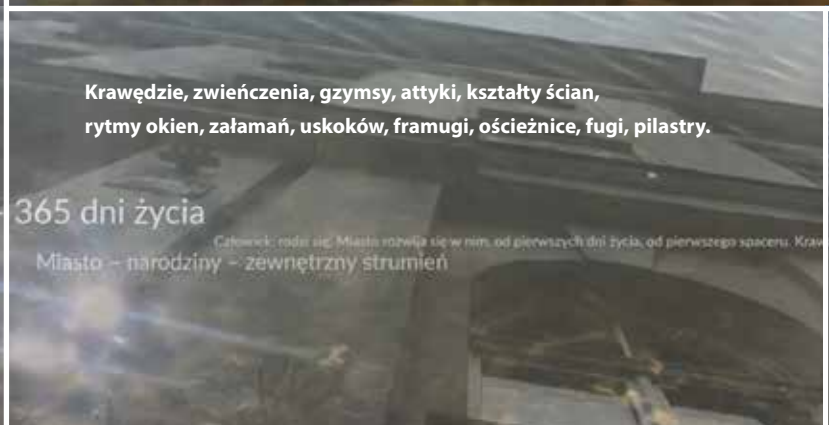 Krawędzie, zwieńczenia, gzymsy, attyki, kształty ścian,
rytmy okien, załamań, uskoków, framugi, ościeżnice, fugi, pilastry.
365 dni życia
Człowiek rodzi się. Miasto rozwija się w nim, od pierwszych dni życia, od pierwszego spaceru. Kraw
Miasto – narodziny – zewnętrzny strumień